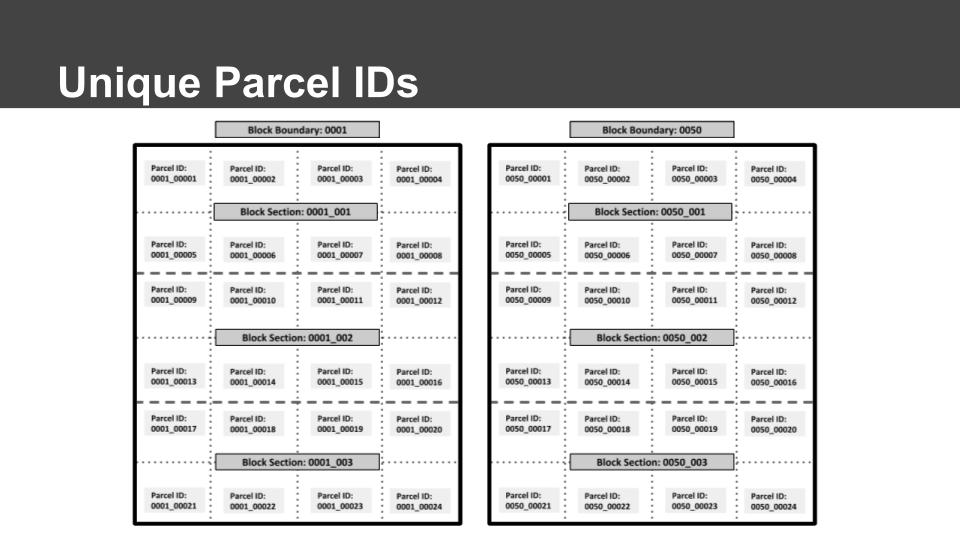 Unique Parcel IDs
Block Boundary: 0001
Parcel ID:
0001_00001
Parcel ID:
0001_00002
Parcel ID:
0001_00003
Parcel ID:
0001_00004
Block Section: 0001_001
Parcel ID:
0001_00005
Parcel ID:
0001_00006
Parcel ID:
0001_00007
Parcel ID:
0001_00008
Parcel ID:
0001_00009
Parcel ID:
0001_00010
Parcel ID:
0001_00011
Parcel ID:
0001_00012
Block Section: 0001_002
Parcel ID:
0001_00013
Parcel ID:
0001_00014
Parcel ID:
0001_00015
Parcel ID:
0001_00016
Parcel ID:
0001_00017
Parcel ID:
0001_00018
Parcel ID:
0001_00019
Parcel ID:
0001_00020
Block Section: 0001_003
Parcel ID:
0001_00021
Parcel ID:
0001_00022
Parcel ID:
0001_00023
Parcel ID:
0001_00024
Block Boundary: 0050
Parcel ID:
0050_00001
Parcel ID:
0050_00002
Parcel ID:
0050_00003
Parcel ID:
0050_00004
Block Section: 0050_001
Parcel ID:
0050_00005
Parcel ID:
0050_00006
Parcel ID:
0050_00007
Parcel ID:
0050_00008
Parcel ID:
0050_00009
Parcel ID:
0050_00010
Parcel ID:
0050_00011
Parcel ID:
0050_00012
Block Section: 0050_002
Parcel ID:
0050_00013
Parcel ID:
0050_00014
Parcel ID:
0050_00015
Parcel ID:
0050_00016
Parcel ID:
0050_00017
Parcel ID:
0050_00018
Parcel ID:
0050_00019
Parcel ID:
0050_00020
Block Section: 0050_003
Parcel ID:
0050_00021
Parcel ID:
0050_00022
Parcel ID:
0050_00023
Parcel ID:
0050_00024